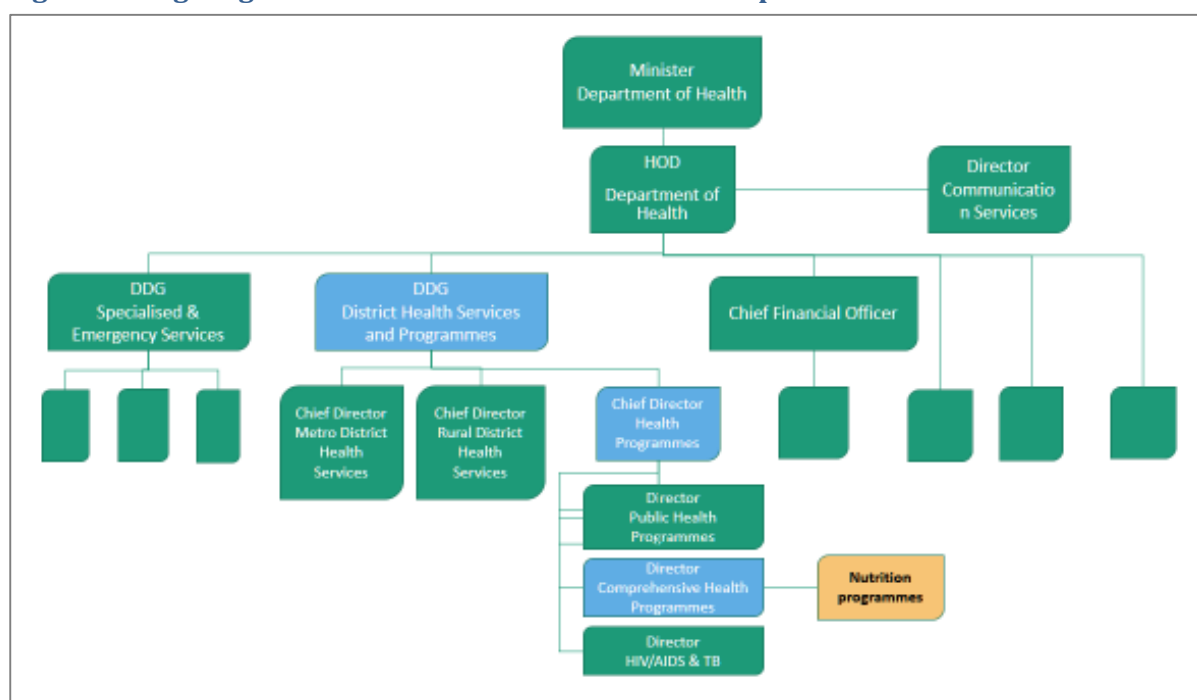 Minister
Department of Health
HOD
Department of
Health
Director
Communicatio
n Services
DDG
Specialised &
Emergency Services
DDG
District Health Services
and Programmes
Chief Financial Officer
Chief Director
Metro District
Health
Services
Chief Director
Rural District
Health
Services
Chief Director
Health
Programmes
Director
Public Health
Programmes
Director
Comprehensive Health
Programmes
Nutrition
programmes
Director
HIV/AIDS & TB